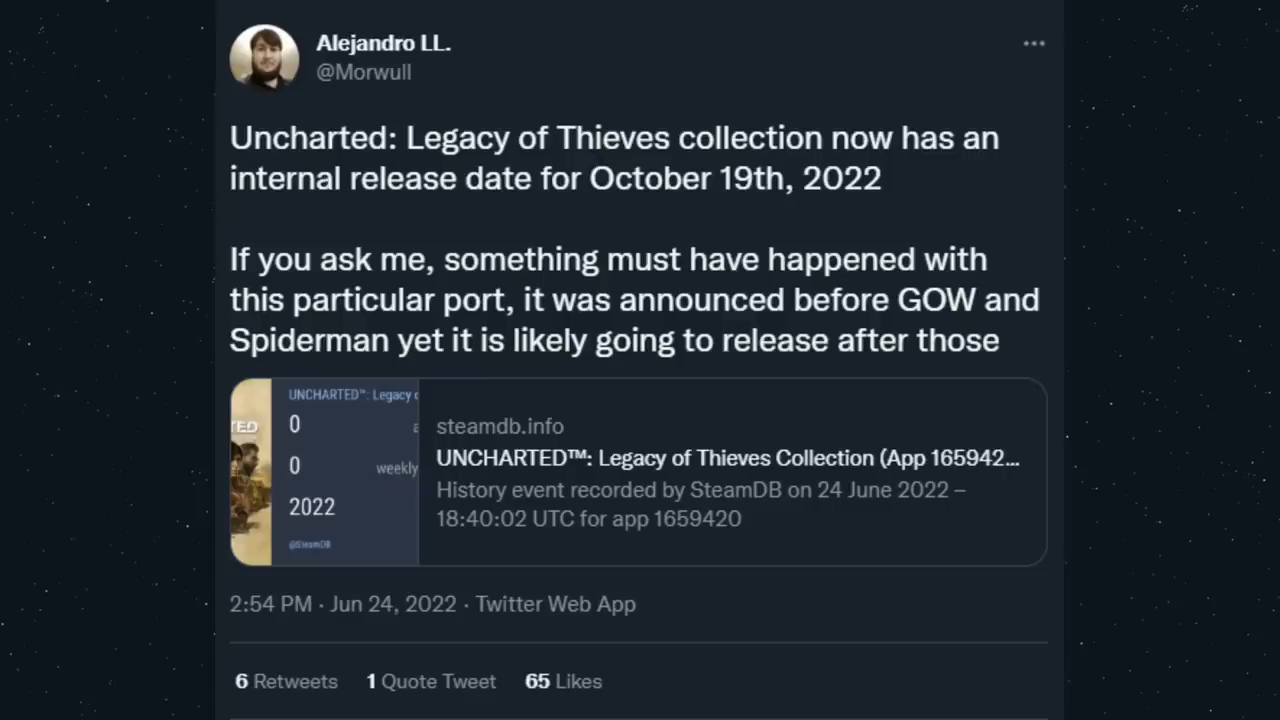 Alejandro LL.
@Morwull
Uncharted: Legacy of Thieves collection now has an
internal release date for October 19th, 2022
If you ask me, something must have happened with
this particular port, it was announced before GOW and
Spiderman yet it is likely going to release after those
TED
UNCHARTED™: Legacy
0
0
weekly
2022
@SteamDB
steamdb.info
UNCHARTED™: Legacy of Thieves Collection (App 165942...
History event recorded by SteamDB on 24 June 2022 –
18:40:02 UTC for app 1659420
2:54 PM · Jun 24, 2022 · Twitter Web App
6 Retweets 1 Quote Tweet 65 Likes